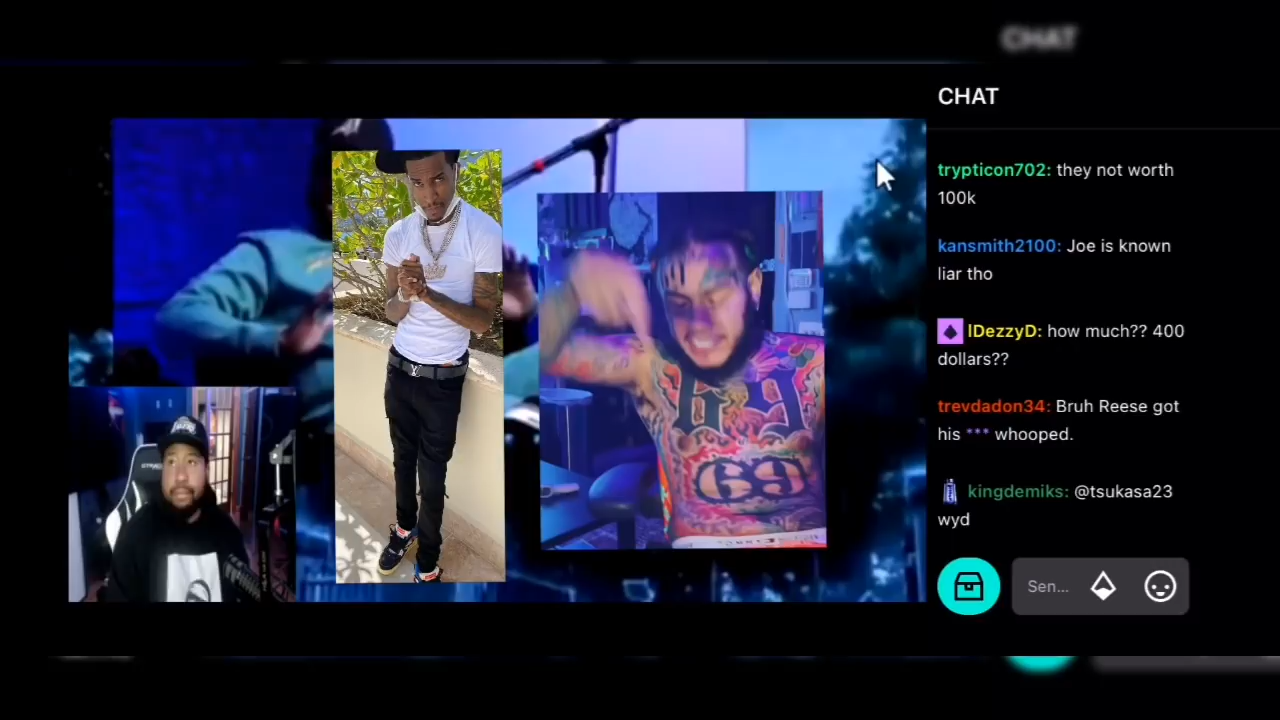 CHAT
CHAT
trypticon702: they not worth
100k
kansmith2100: Joe is known
liar tho
lDezzyD: how much?? 400
dollars??
trevdadon34: Bruh Reese got
his *** whooped.
kingdemiks: @tsukasa23
wyd
Sen...
69
69